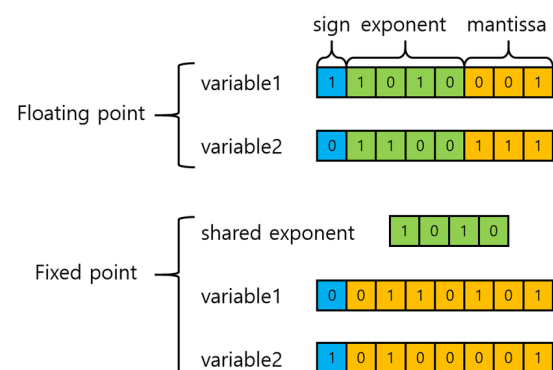 sign exponent mantissa
variable1 1 1 0 1 0 0 0 1
Floating point
variable2 0 1 1 0 0 1 1 1
shared exponent 1 0 1 0
Fixed point
variable1 0 0 1 1 0 1 0 1
variable2 1 0 1 0 0 0 0 1